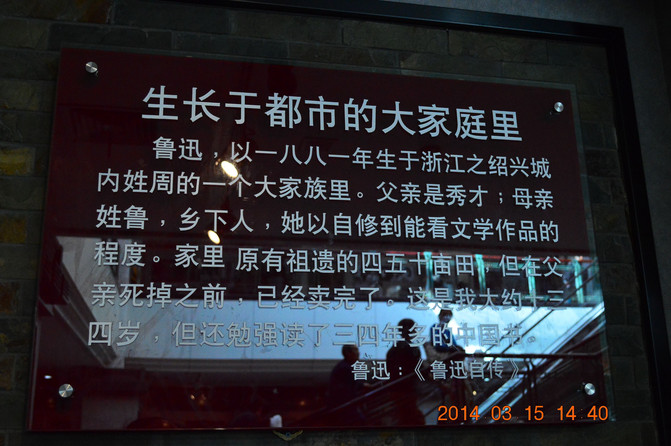 生长于都市的大家庭里
鲁迅，以一八八一年生于浙江之绍兴城
内姓周的一个大家族里。父亲是秀才；母亲
姓鲁，乡下人，她以自修到能看文学作品的
程度。家里 原有祖遗的四五十亩田，但在父
亲死掉之前，已经卖完了。这是我大约十三
四岁，但还勉强读了三四年多的中国书。
鲁迅：《鲁迅自传》
2014 03 15 14 40